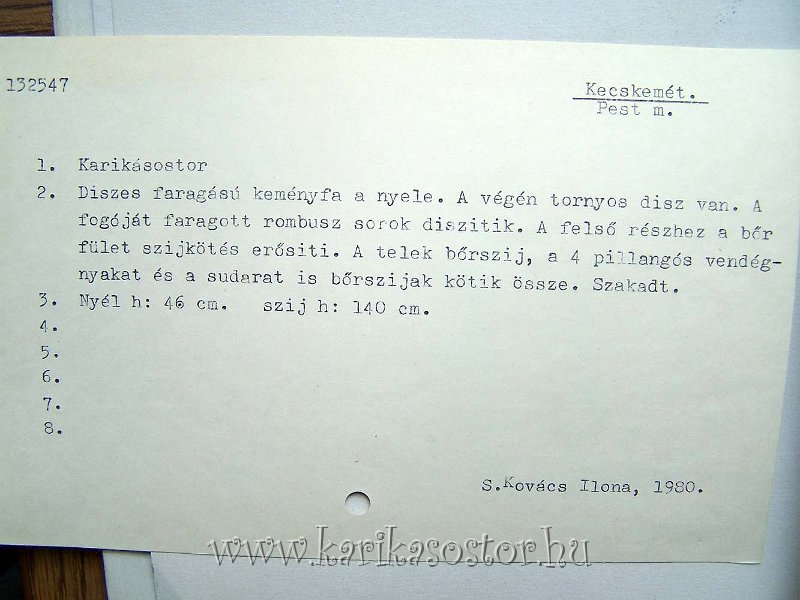 132547
Kecskemét.
Pest m.
1. Karikásostor
2. Diszes faragású keményfa a nyele. A végén tornyos disz van. A
fogóját faragott rombusz sorok diszitik. A felső részhez a bőr
fület szijkötés erősiti. A telek bőrszij, a 4 pillangós vendég-
nyakat és a sudarat is bőrszijak kötik össze. Szakadt.
3. Nyél h: 46 cm. szij h: 140 cm.
4.
5.
6.
7.
8.
S.Kovács Ilona, 1980.
www.karikasostor.hu